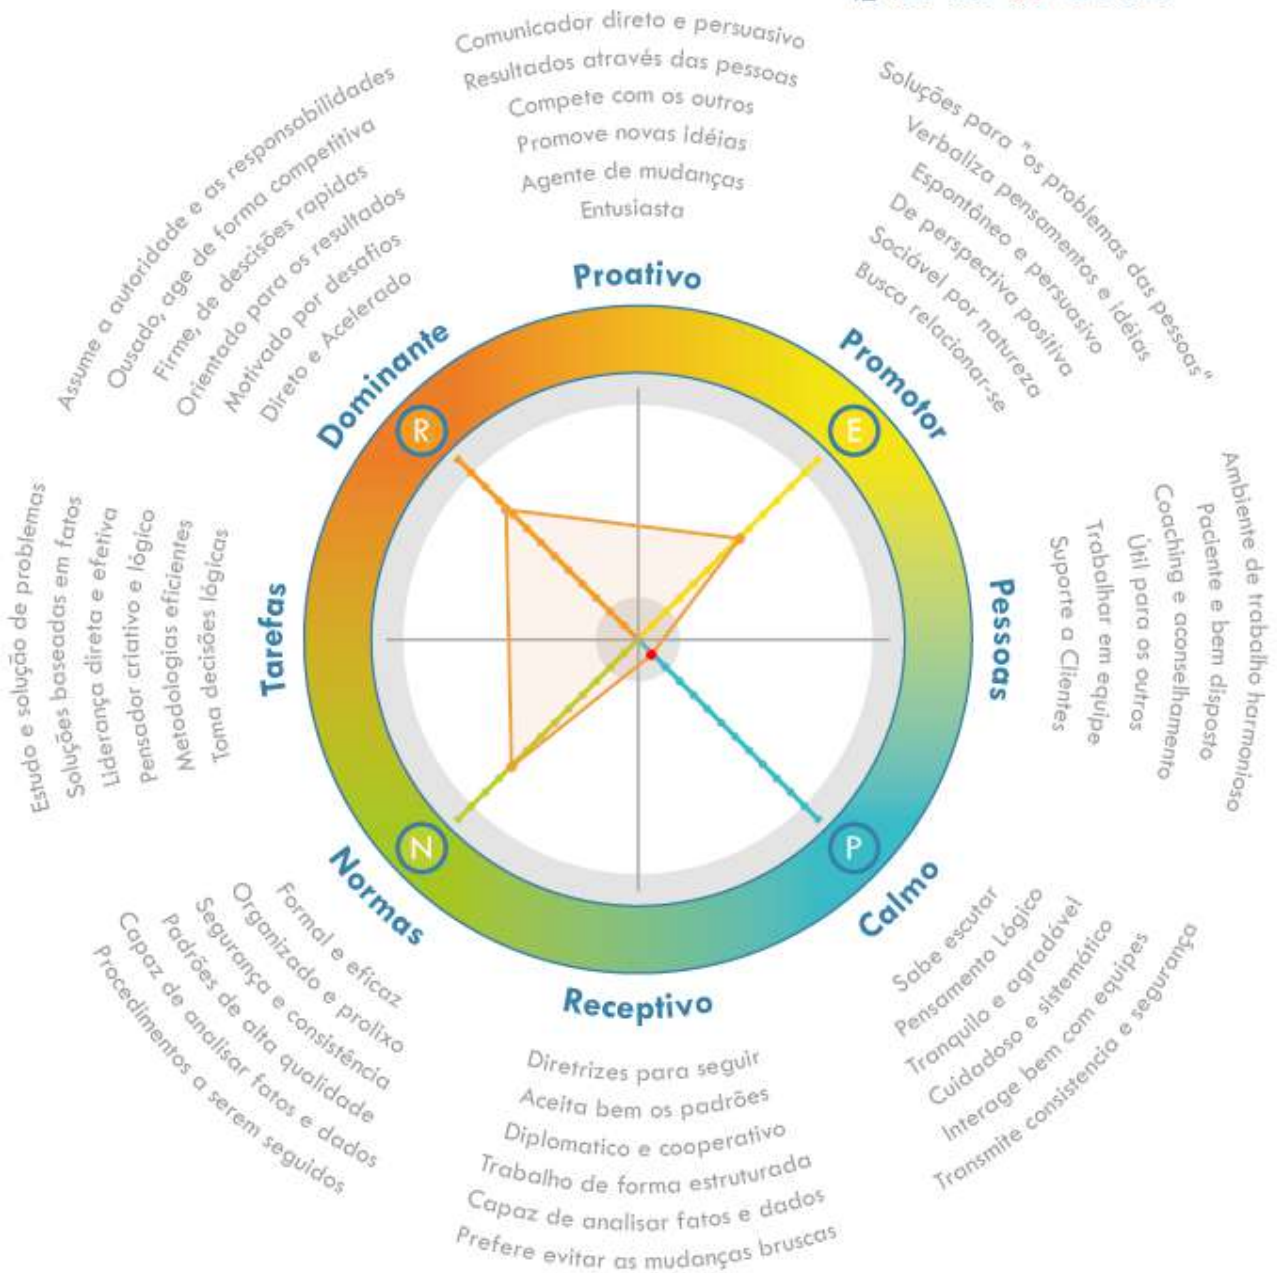 Comunicador direto e persuasivo
Resultados através das pessoas
Compete com os outros
Promove novas idéias
Agente de mudanças
Entusiasta
Proativo
Soluções para "os problemas das pessoas"
Verbaliza pensamentos e idéias
Espontâneo e persuasivo
De perspectiva positiva
Sociável por natureza
Busca relacionar-se
Promotor
E
Ambiente de trabalho harmonioso
Paciente e bem disposto
Coaching e aconselhamento
Útil para os outros
Trabalhar em equipe
Suporte a Clientes
Pessoas
P
Calmo
Sabe escutar
Pensamento Lógico
Tranquilo e agradável
Cuidadoso e sistemático
Interage bem com equipes
Transmite consistencia e segurança
Receptivo
Diretrizes para seguir
Aceita bem os padrões
Diplomatico e cooperativo
Trabalho de forma estruturada
Capaz de analisar fatos e dados
Prefere evitar as mudanças bruscas
N
Normas
Formal e eficaz
Organizado e prolixo
Segurança e consistência
Padrões de alta qualidade
Capaz de analisar fatos e dados
Procedimentos a serem seguidos
Estudo e solução de problemas
Soluções baseadas em fatos
Liderança direta e efetiva
Pensador criativo e lógico
Metodologias eficientes
Toma decisões lógicas
Tarefas
Assume a autoridade e as responsabilidades
Ousado, age de forma competitiva
Firme, de descisões rapidas
Orientado para os resultados
Motivado por desafios
Direto e Acelerado
Dominante
R